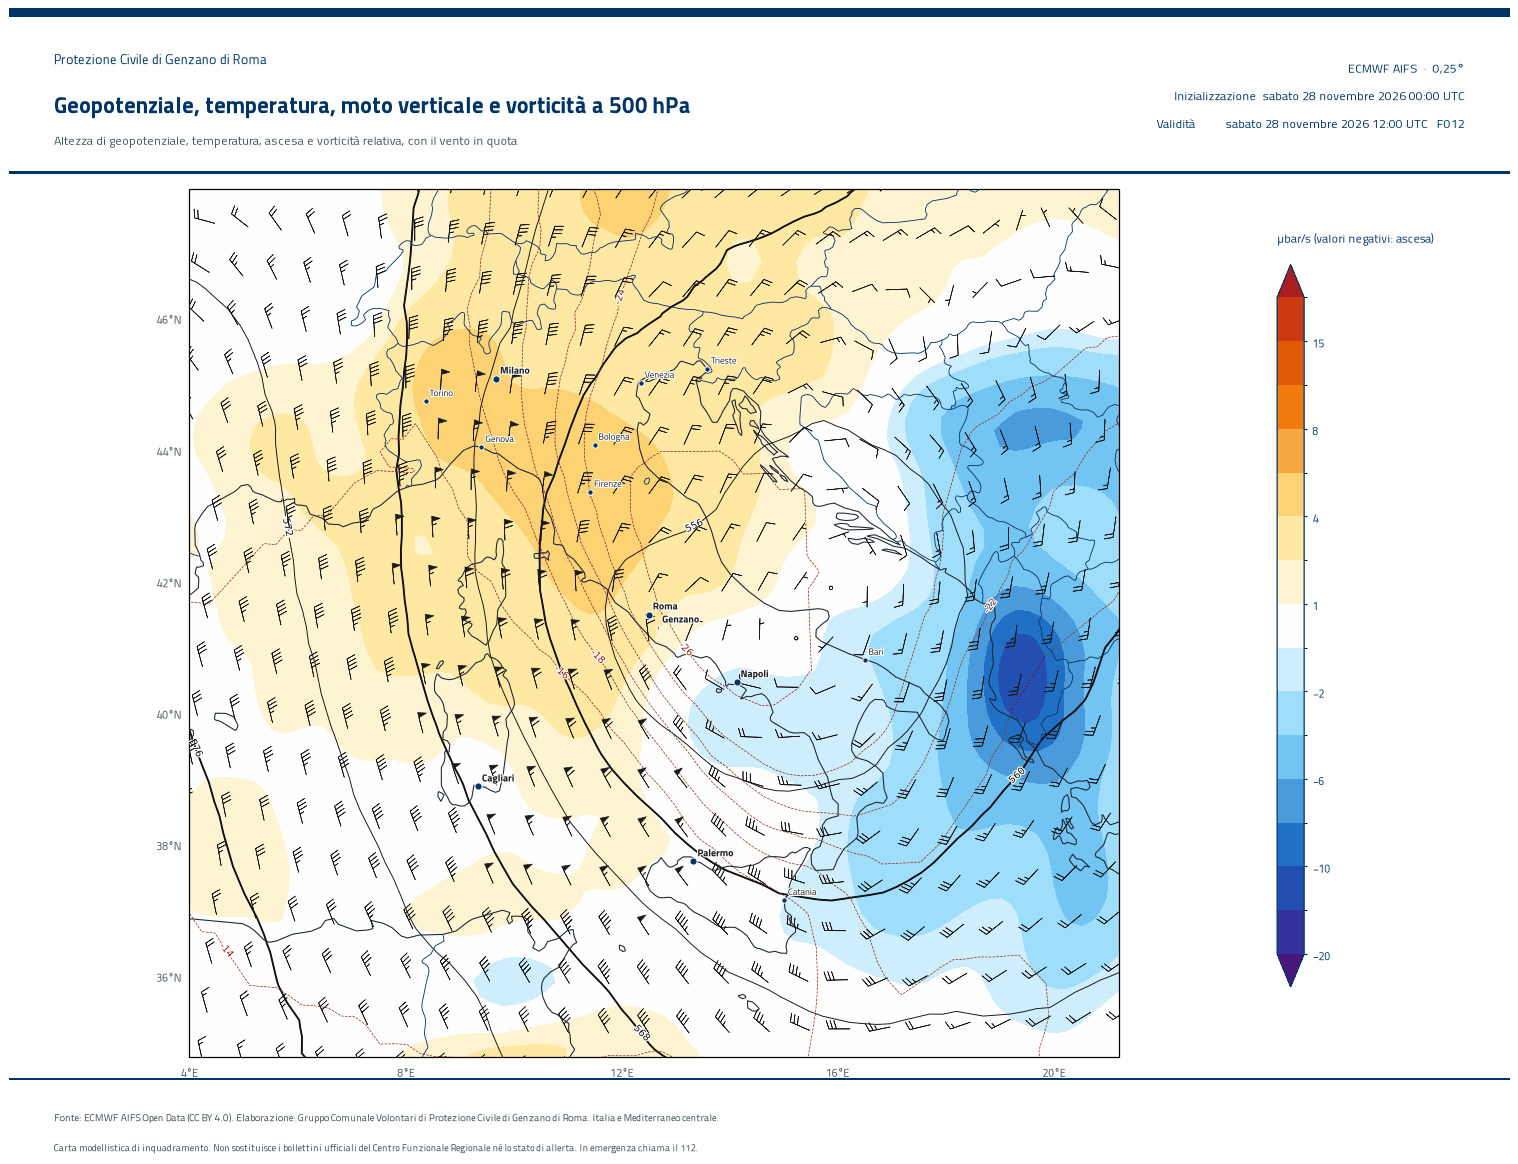 Protezione Civile di Genzano di Roma
Geopotenziale, temperatura, moto verticale e vorticità a 500 hPa
Altezza di geopotenziale, temperatura, ascesa e vorticità relativa, con il vento in quota
ECMWF AIFS · 0,25°
Inizializzazione sabato 28 novembre 2026 00:00 UTC
Validità sabato 28 novembre 2026 12:00 UTC F012
µbar/s (valori negativi: ascesa)
15
8
4
1
−2
−6
−10
−20
46°N
44°N
42°N
40°N
38°N
36°N
4°E
8°E
12°E
16°E
20°E
-24
Trieste
Milano
Venezia
Torino
Genova
Bologna
Firenze
572
556
-22
Roma
Genzano
-26
-18
-16
Bari
Napoli
576
560
Cagliari
Palermo
Catania
-14
568
Fonte: ECMWF AIFS Open Data (CC BY 4.0). Elaborazione: Gruppo Comunale Volontari di Protezione Civile di Genzano di Roma. Italia e Mediterraneo centrale.
Carta modellistica di inquadramento. Non sostituisce i bollettini ufficiali del Centro Funzionale Regionale né lo stato di allerta. In emergenza chiama il 112.